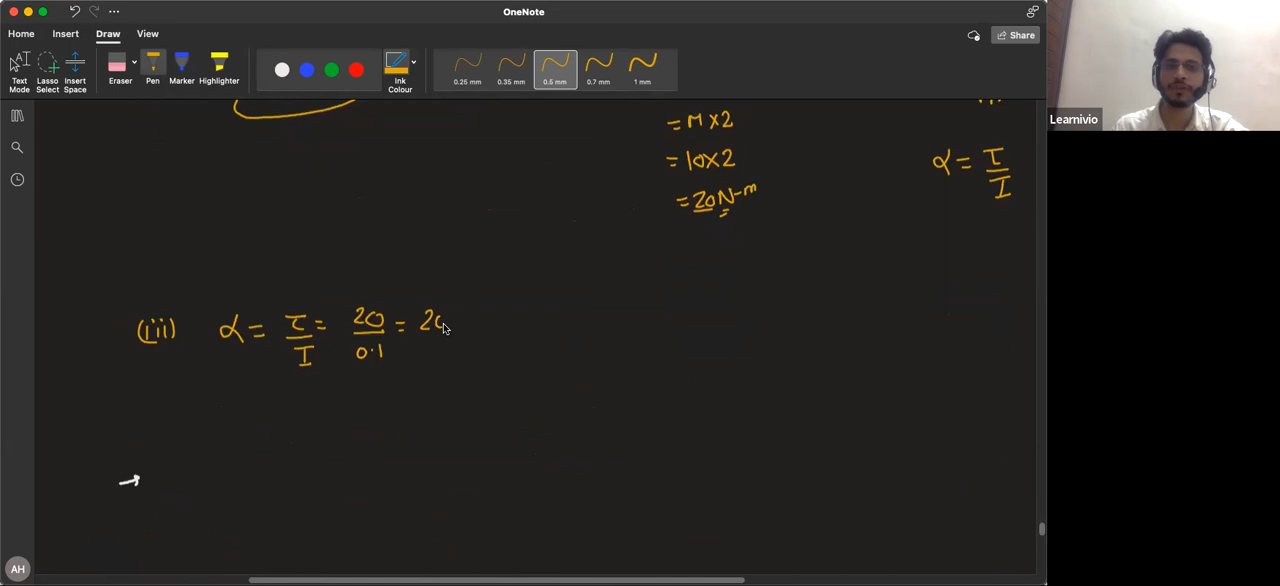 OneNote
Home Insert Draw View
Share
Text Mode
Lasso Select
Insert Space
Eraser
Pen
Marker
Highlighter
Ink Colour
0.25 mm
0.35 mm
0.5 mm
0.7 mm
1 mm
Learnivio
= M × 2
= 10 × 2
= 20 N-m
α = τ/I
(iii) α = τ/I = 20/0.1 = 20
AH